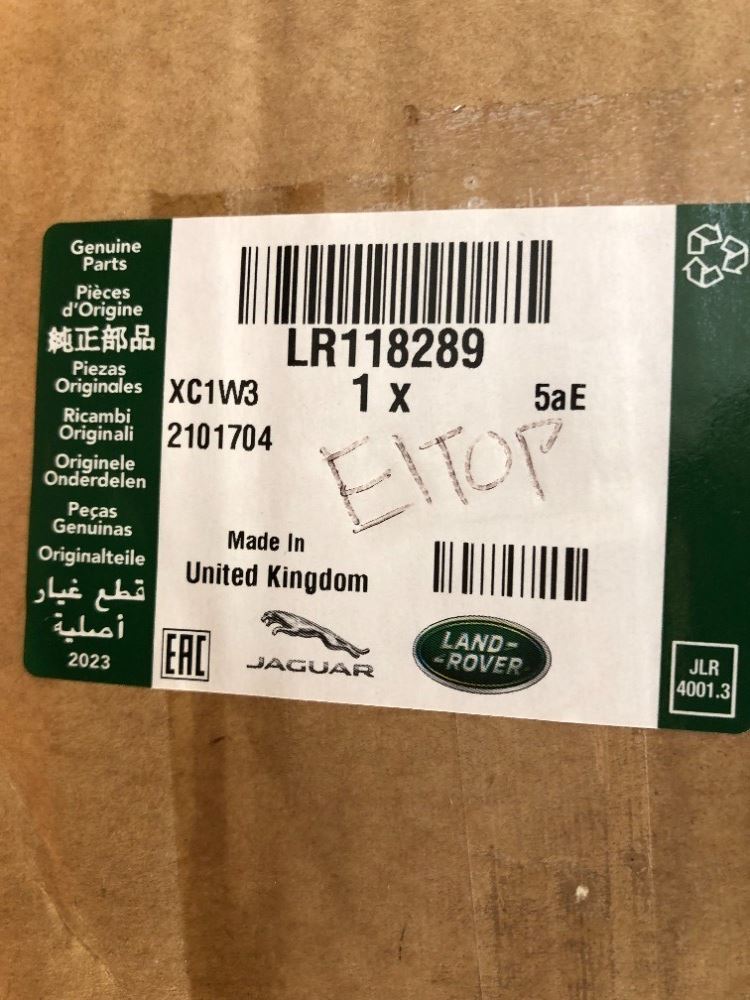 Genuine
Parts
Pièces
d'Origine
純正部品
Piezas
Originales
Ricambi
Originali
Originele
Onderdelen
Peças
Genuinas
Originalteile
قطع غيار
أصلية
2023
LR118289
XC1W3 1 x 5aE
2101704
EITOP
Made In
United Kingdom
EAC
JAGUAR
LAND-
-ROVER
JLR
4001.3